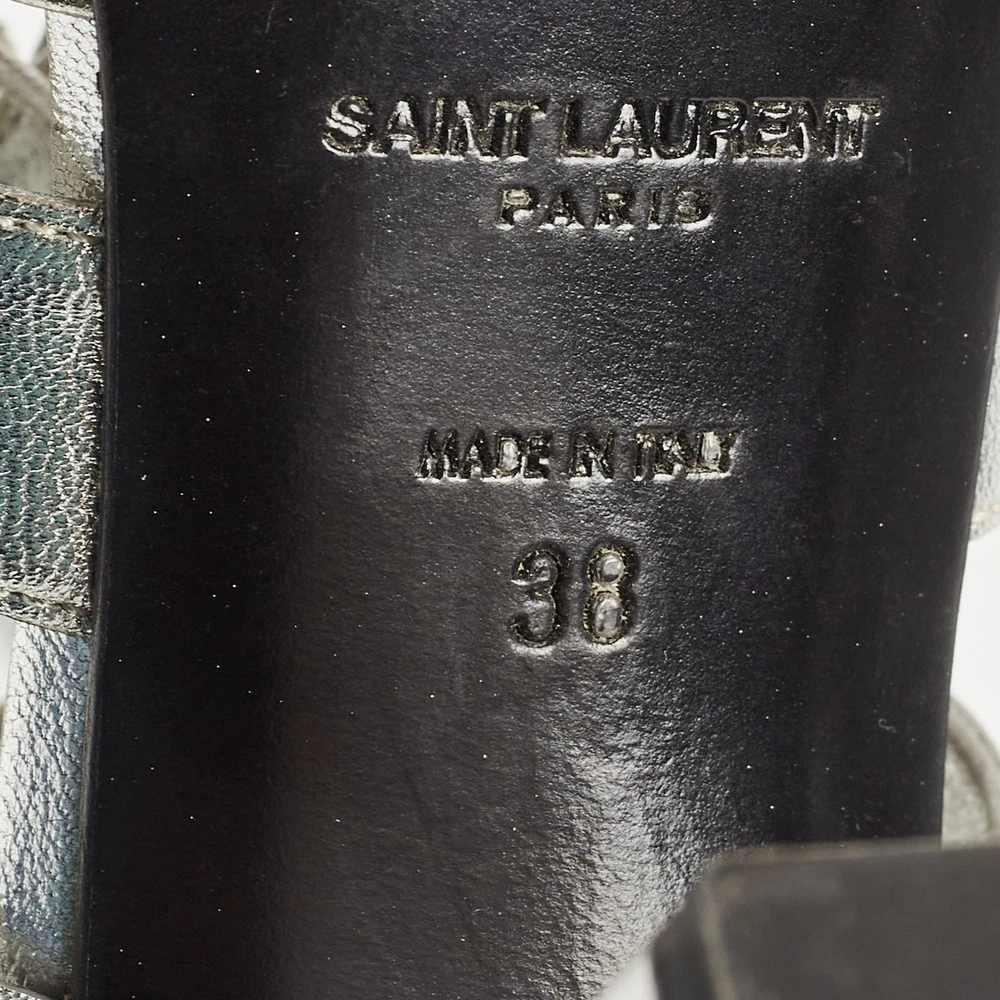 SAINT LAURENT
PARIS
MADE IN ITALY
38